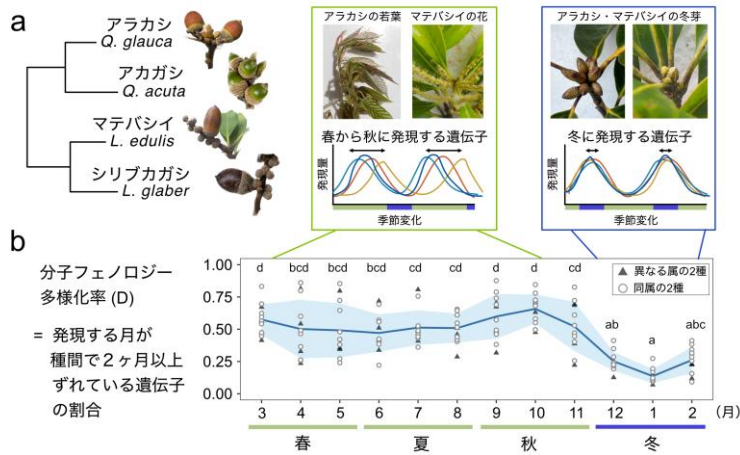 a
アラカシ
Q. glauca
アカガシ
Q. acuta
マテバシイ
L. edulis
シリブカガシ
L. glaber
アラカシの若葉 マテバシイの花
春から秋に発現する遺伝子
発現量
季節変化
アラカシ・マテバシイの冬芽
冬に発現する遺伝子
発現量
季節変化
b
分子フェノロジー
多様化率 (D)
= 発現する月が
種間で2ヶ月以上
ずれている遺伝子
の割合
1.00
0.75
0.50
0.25
0.00
d bcd bcd bcd cd cd d d cd ab a abc
▲ 異なる属の2種
○ 同属の2種
3 4 5 6 7 8 9 10 11 12 1 2 (月)
春 夏 秋 冬